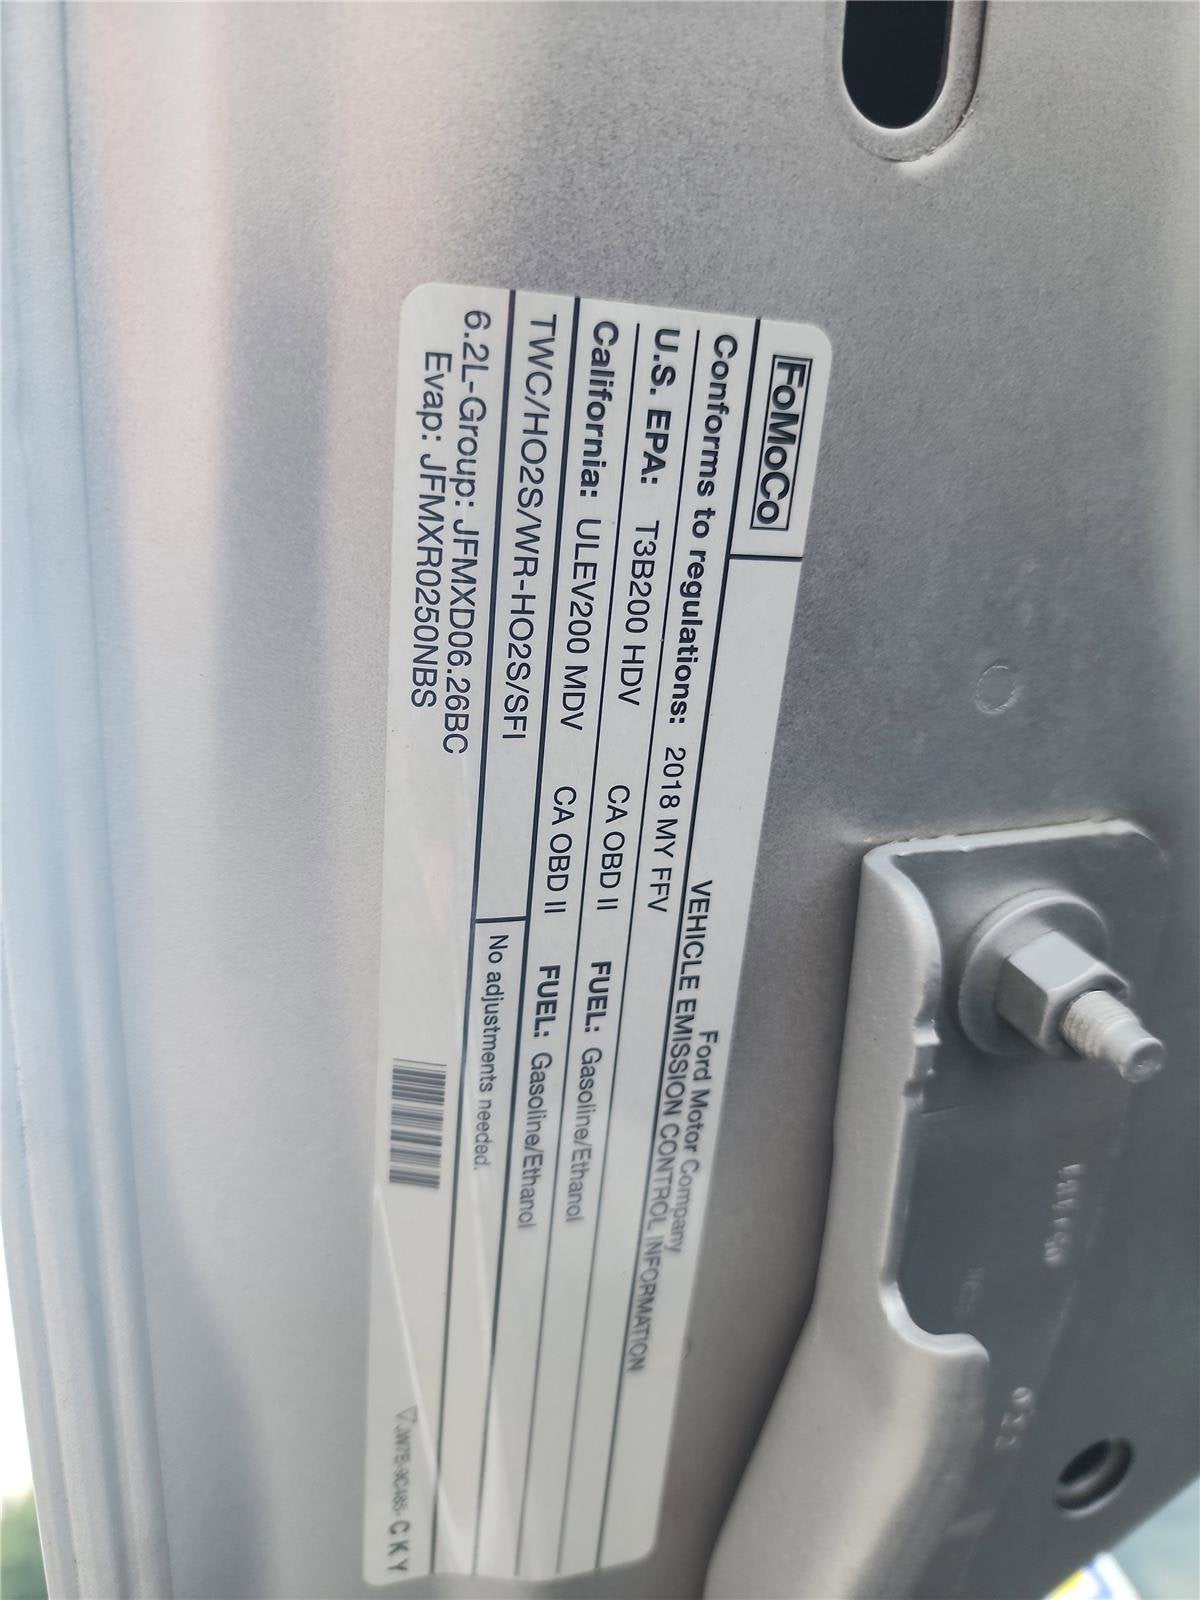 FoMoCo
Ford Motor Company
VEHICLE EMISSION CONTROL INFORMATION
Conforms to regulations: 2018 MY FFV
U.S. EPA: T3B200 HDV CA OBD II FUEL: Gasoline/Ethanol
California: ULEV200 MDV CA OBD II FUEL: Gasoline/Ethanol
TWC/HO2S/WR-HO2S/SFI
No adjustments needed.
6.2L-Group: JFMXD06.26BC
Evap: JFMXR0250NBS
CKY